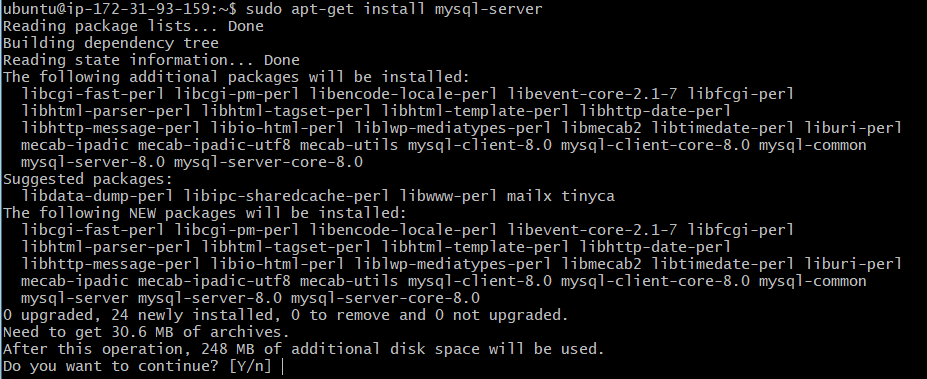 ubuntu@ip-172-31-93-159:~$ sudo apt-get install mysql-server
Reading package lists... Done
Building dependency tree
Reading state information... Done
The following additional packages will be installed:
  libcgi-fast-perl libcgi-pm-perl libencode-locale-perl libevent-core-2.1-7 libfcgi-perl
  libhtml-parser-perl libhtml-tagset-perl libhtml-template-perl libhttp-date-perl
  libhttp-message-perl libio-html-perl liblwp-mediatypes-perl libmecab2 libtimedate-perl liburi-perl
  mecab-ipadic mecab-ipadic-utf8 mecab-utils mysql-client-8.0 mysql-client-core-8.0 mysql-common
  mysql-server-8.0 mysql-server-core-8.0
Suggested packages:
  libdata-dump-perl libipc-sharedcache-perl libwww-perl mailx tinyca
The following NEW packages will be installed:
  libcgi-fast-perl libcgi-pm-perl libencode-locale-perl libevent-core-2.1-7 libfcgi-perl
  libhtml-parser-perl libhtml-tagset-perl libhtml-template-perl libhttp-date-perl
  libhttp-message-perl libio-html-perl liblwp-mediatypes-perl libmecab2 libtimedate-perl liburi-perl
  mecab-ipadic mecab-ipadic-utf8 mecab-utils mysql-client-8.0 mysql-client-core-8.0 mysql-common
  mysql-server mysql-server-8.0 mysql-server-core-8.0
0 upgraded, 24 newly installed, 0 to remove and 0 not upgraded.
Need to get 30.6 MB of archives.
After this operation, 248 MB of additional disk space will be used.
Do you want to continue? [Y/n]